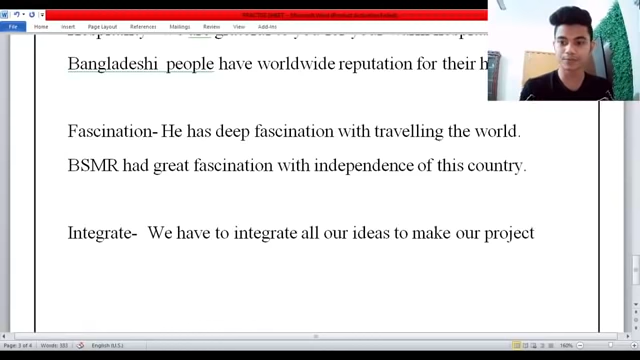 File Home Insert Page Layout References Mailings Review View Add-Ins
Bangladeshi people have worldwide reputation for their h
Fascination- He has deep fascination with travelling the world.
BSMR had great fascination with independence of this country.
Integrate- We have to integrate all our ideas to make our project
Page: 3 of 4 Words: 103 English (U.S.) 160%